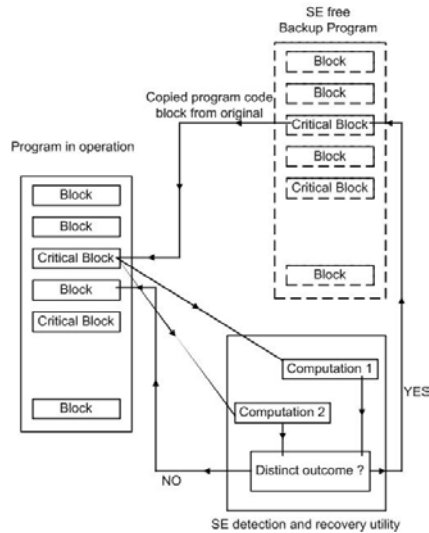 SE free
Backup Program
Block
Block
Critical Block
Block
Critical Block
Block
Copied program code
block from original
Program in operation
Block
Block
Critical Block
Block
Critical Block
Block
Computation 1
Computation 2
Distinct outcome ?
YES
NO
SE detection and recovery utility